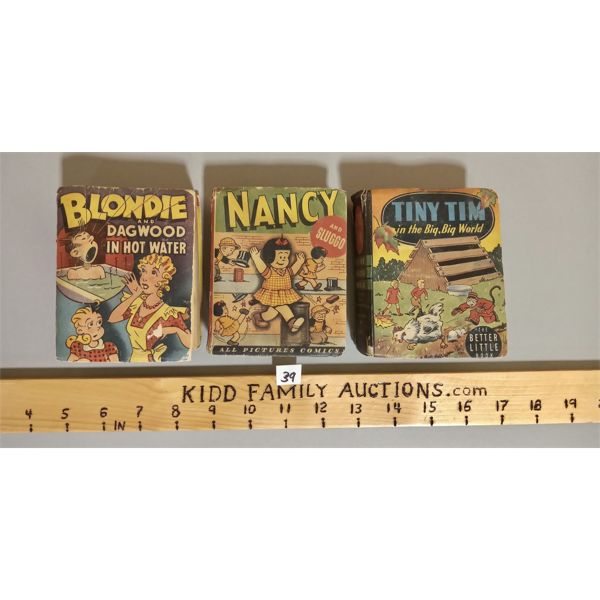 BLONDIE
AND
DAGWOOD
IN HOT WATER
NANCY
AND
SLUGGO
ALL PICTURES COMICS
TINY TIM
in the Big, Big World
THE
BETTER
LITTLE
BOOK
39
KIDD FAMILY AUCTIONS.com
4 5 6 7 8 9 10 11 12 13 14 15 16 17 18 19
IN